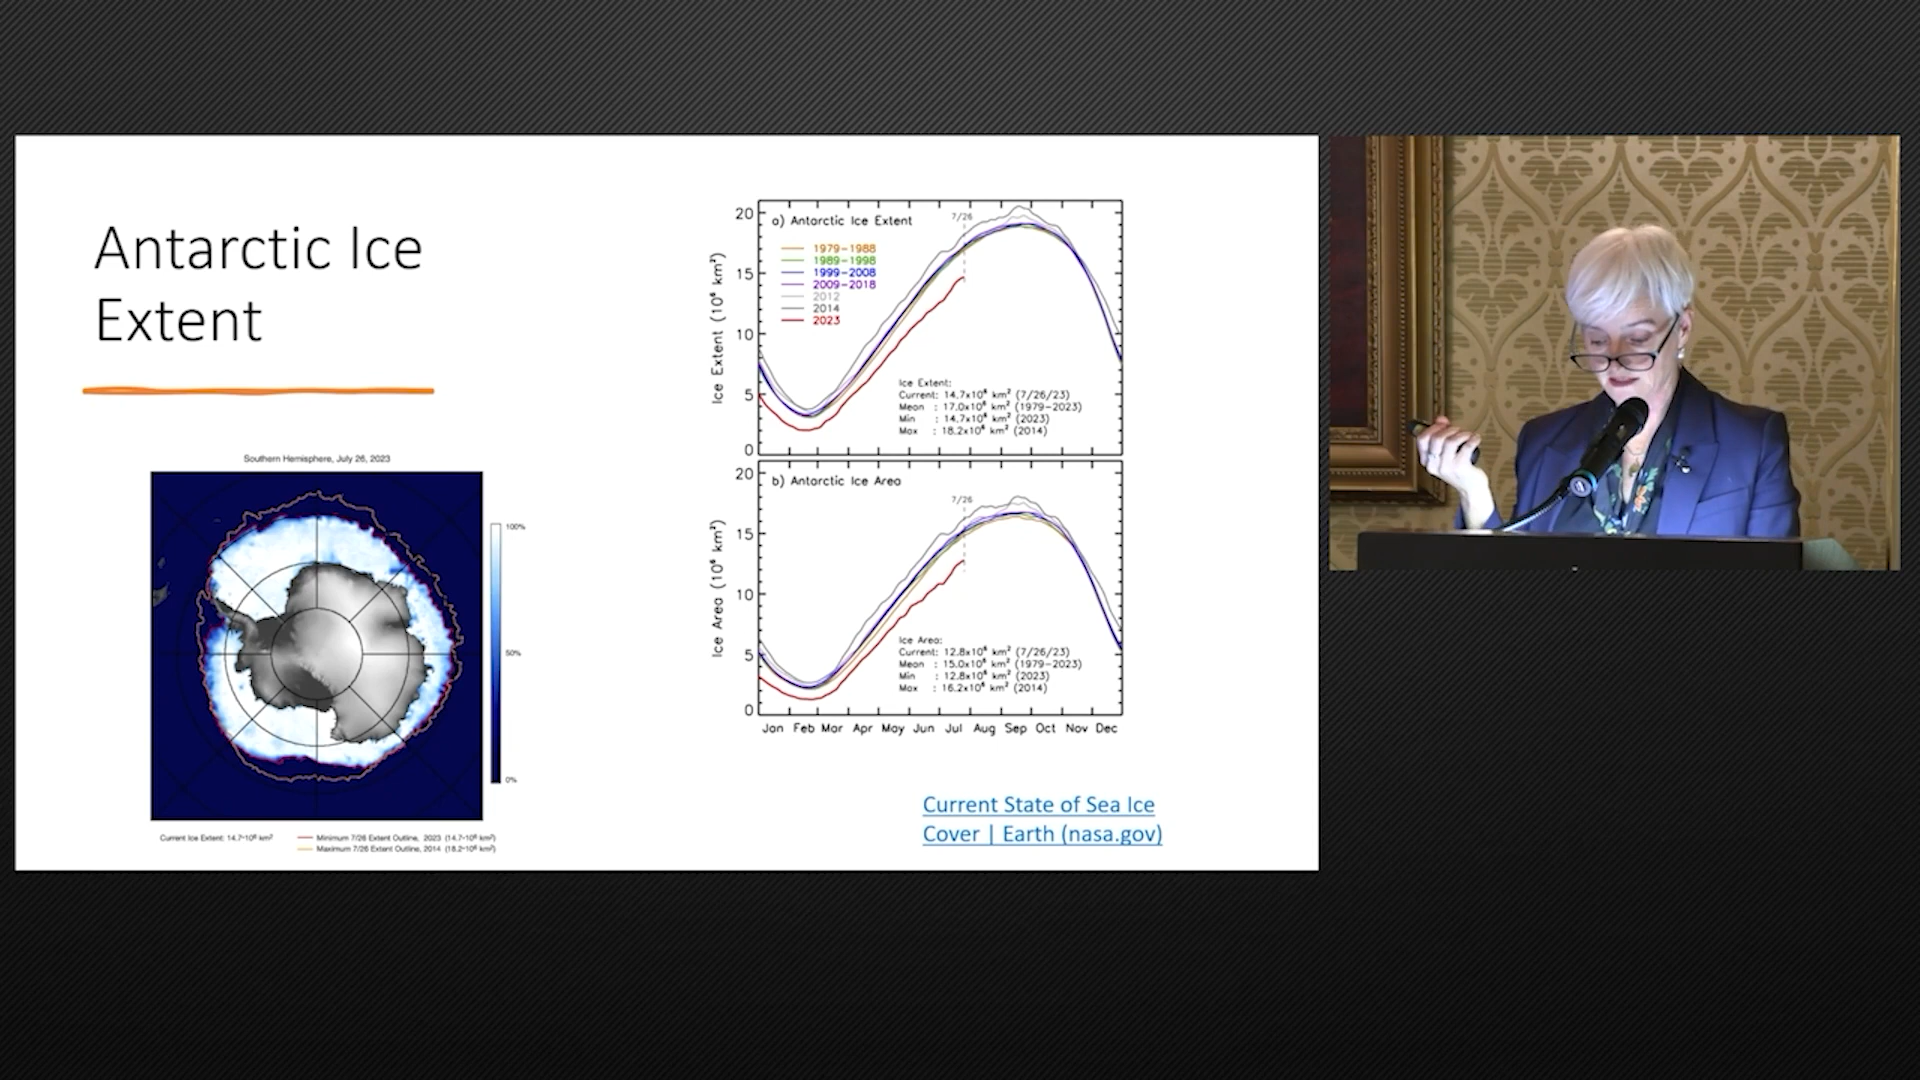 Antarctic Ice
Extent
Southern Hemisphere, July 26, 2023
100%
50%
0%
Current Ice Extent: 14.7•10⁶ km²
Minimum 7/26 Extent Outline, 2023 (14.7•10⁶ km²)
Maximum 7/26 Extent Outline, 2014 (18.2•10⁶ km²)
a) Antarctic Ice Extent
7/26
1979-1988
1989-1998
1999-2008
2009-2018
2012
2014
2023
Ice Extent (10⁶ km²)
20
15
10
5
0
Ice Extent:
Current: 14.7x10⁶ km² (7/26/23)
Mean : 17.0x10⁶ km² (1979-2023)
Min : 14.7x10⁶ km² (2023)
Max : 18.2x10⁶ km² (2014)
b) Antarctic Ice Area
7/26
Ice Area (10⁶ km²)
20
15
10
5
0
Ice Area:
Current: 12.8x10⁶ km² (7/26/23)
Mean : 15.0x10⁶ km² (1979-2023)
Min : 12.8x10⁶ km² (2023)
Max : 16.2x10⁶ km² (2014)
Jan Feb Mar Apr May Jun Jul Aug Sep Oct Nov Dec
Current State of Sea Ice
Cover | Earth (nasa.gov)